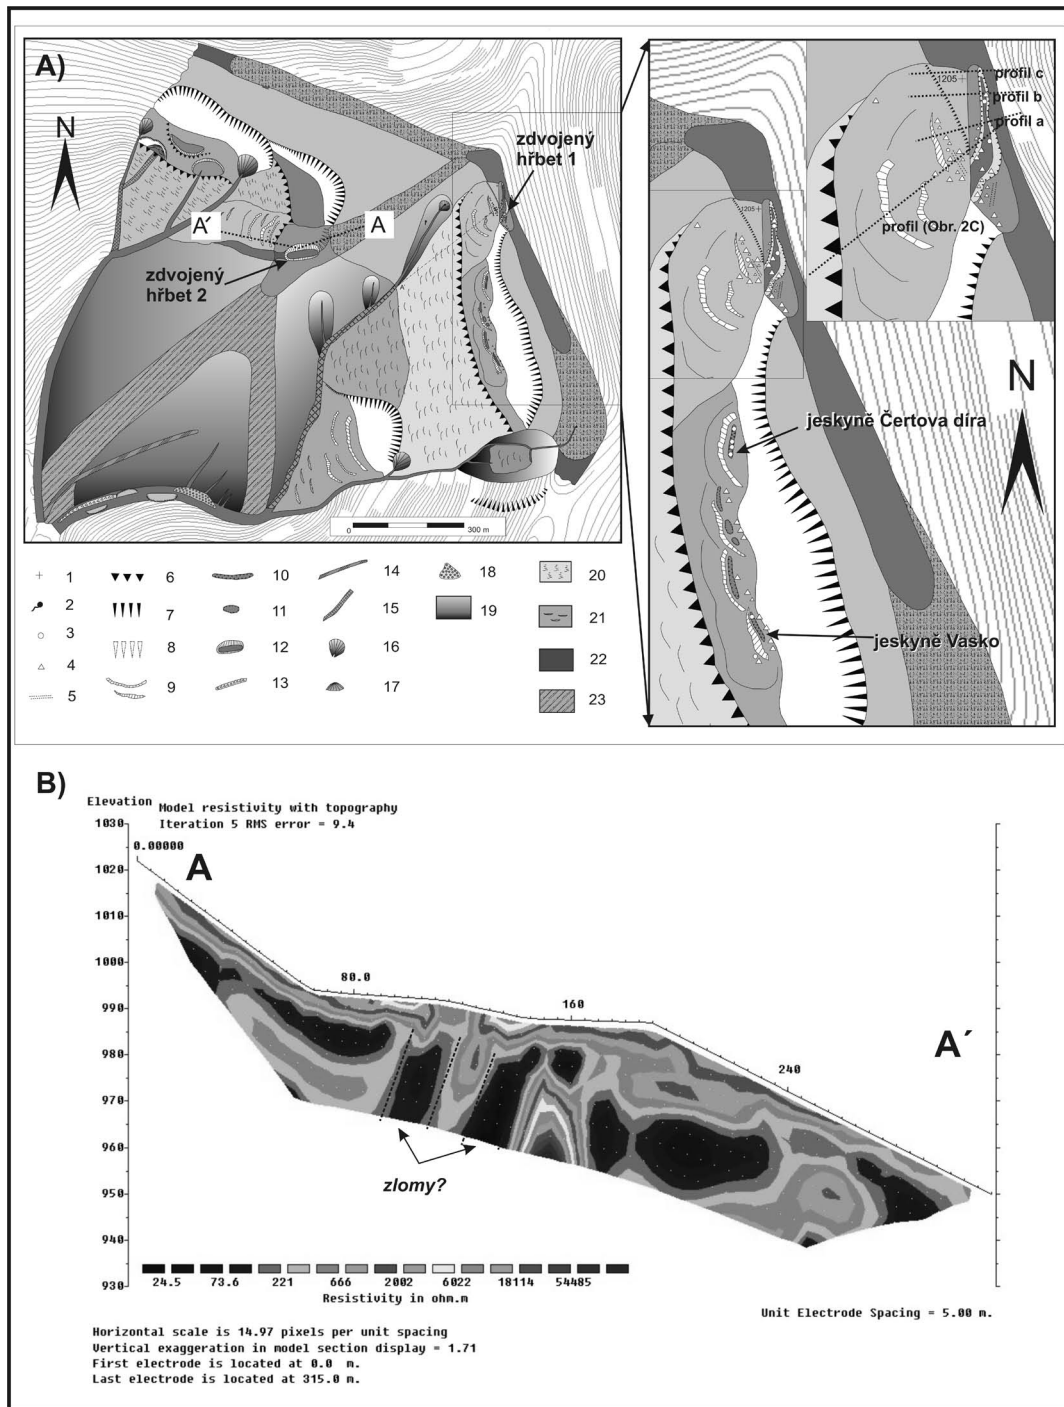 A)
N
zdvojený
hřbet 1
A´
A
zdvojený
hřbet 2
0
300 m
1205
profil c
1205
profil b
profil a
profil (Obr. 2C)
N
jeskyně Čertova díra
jeskyně Vasko
1
2
3
4
5
6
7
8
9
10
11
12
13
14
15
16
17
18
19
20
21
22
23
B)
Elevation
Model resistivity with topography
Iteration 5 RMS error = 9.4
1030
1020
1010
1000
990
980
970
960
950
940
930
0.00000
A
80.0
160
240
A´
zlomy?
24.5 73.6 221 666 2002 6022 18114 54485
Resistivity in ohm.m
Unit Electrode Spacing = 5.00 m.
Horizontal scale is 14.97 pixels per unit spacing
Vertical exaggeration in model section display = 1.71
First electrode is located at 0.0 m.
Last electrode is located at 315.0 m.